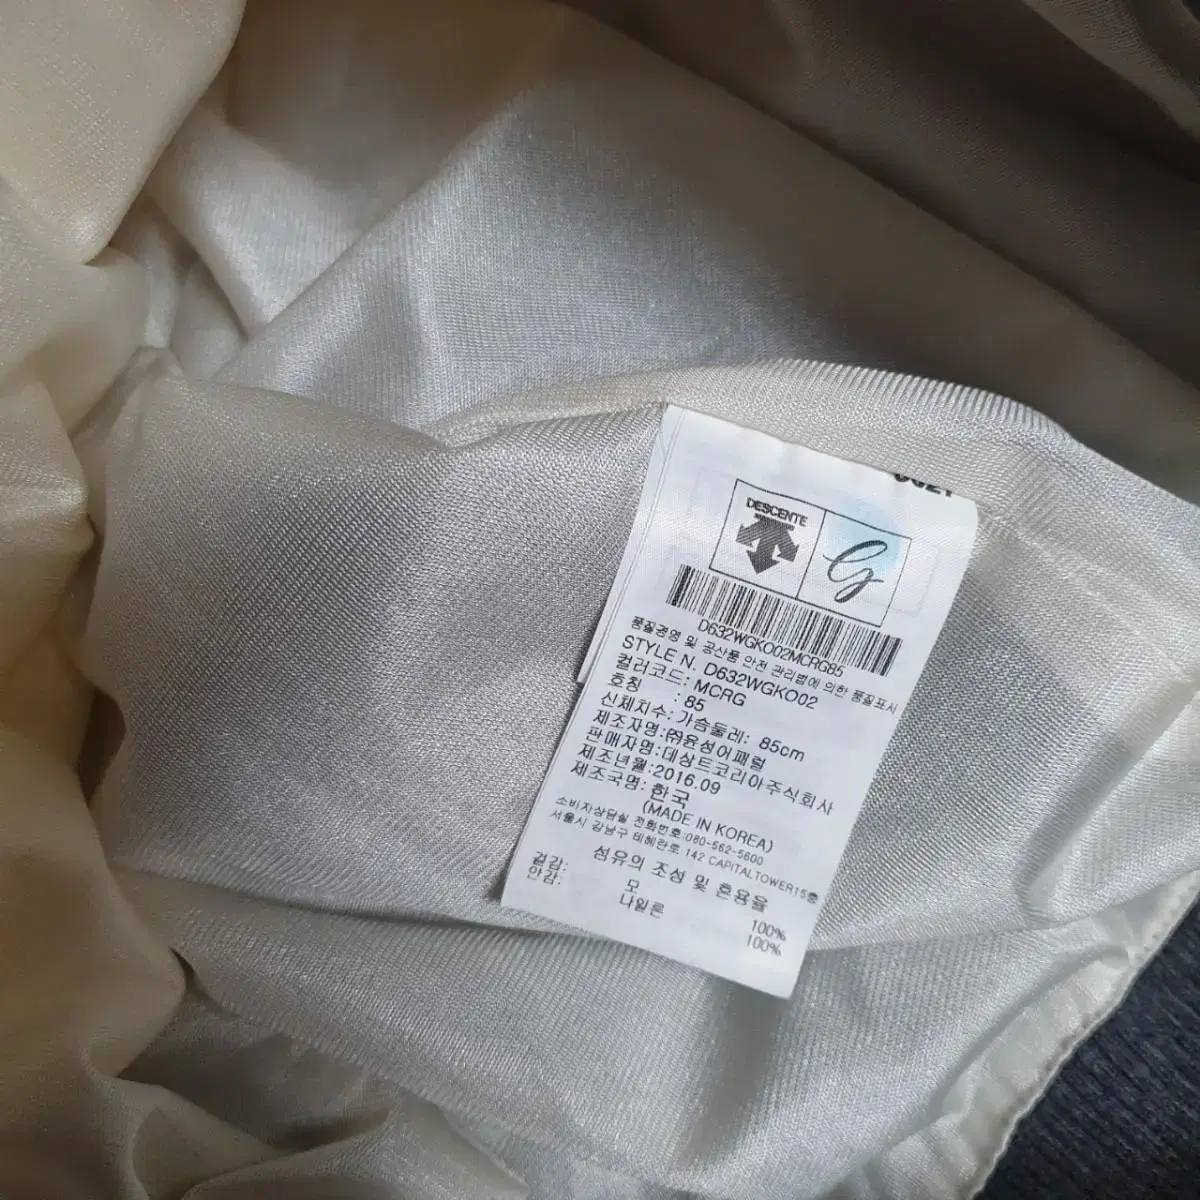 DESCENTE
G
D632WGKO02MCRG85
품질경영 및 공산품 안전 관리법에 의한 품질표시
STYLE N. D632WGKO02
컬러코드: MCRG
호칭 : 85
신체치수: 가슴둘레: 85cm
제조자명:㈜윤성어패럴
판매자명:데상트코리아주식회사
제조년월:2016.09
제조국명: 한국
(MADE IN KOREA)
소비자상담실 전화번호:080-562-5600
서울시 강남구 테헤란로 142 CAPITALTOWER15층
섬유의 조성 및 혼용율
겉감: 모 100%
안감: 나일론 100%